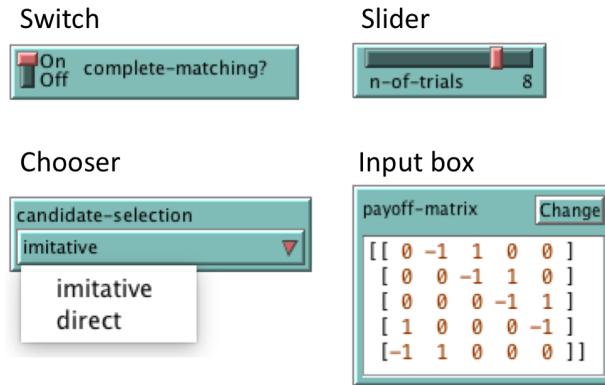 Switch
On
Off
complete-matching?
Slider
n-of-trials 8
Chooser
candidate-selection
imitative
imitative
direct
Input box
payoff-matrix Change
[[ 0 -1 1 0 0 ]
[ 0 0 -1 1 0 ]
[ 0 0 0 -1 1 ]
[ 1 0 0 0 -1 ]
[-1 1 0 0 0 ]]